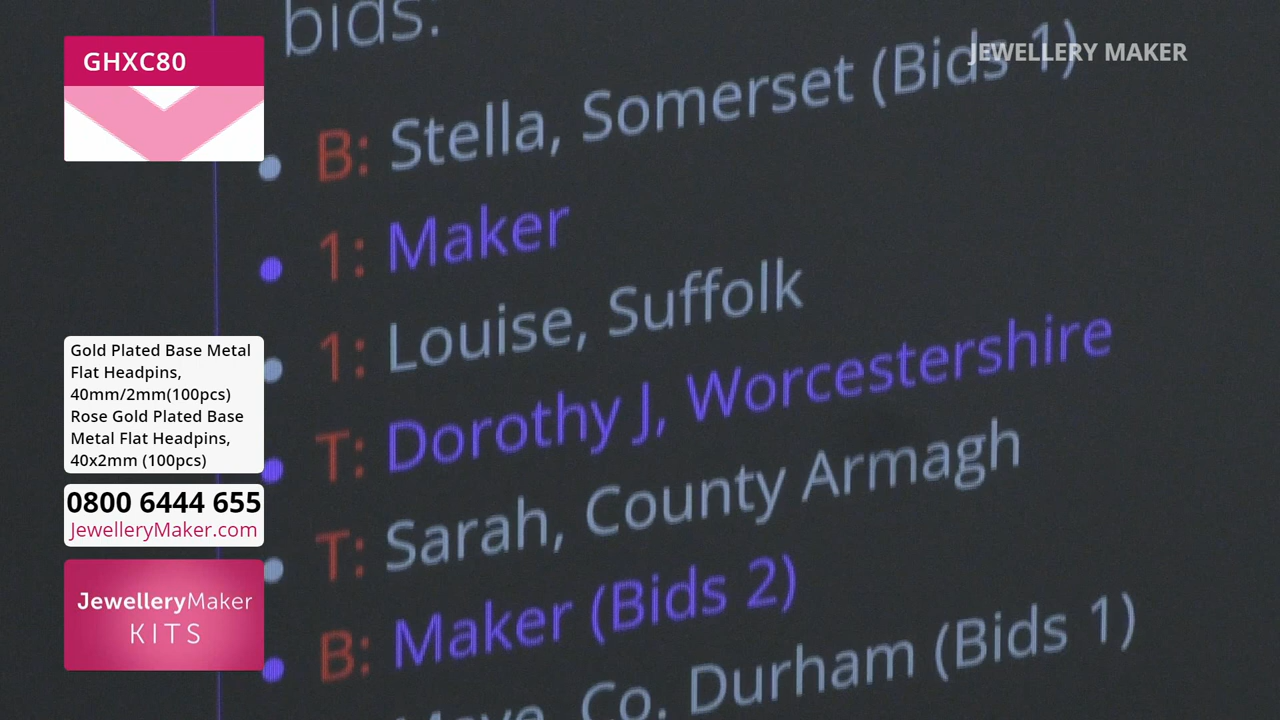 GHXC80
JEWELLERY MAKER
bids:
B: Stella, Somerset (Bids 1)
1: Maker
1: Louise, Suffolk
T: Dorothy J, Worcestershire
T: Sarah, County Armagh
B: Maker (Bids 2)
Co. Durham (Bids 1)
Gold Plated Base Metal
Flat Headpins,
40mm/2mm(100pcs)
Rose Gold Plated Base
Metal Flat Headpins,
40x2mm (100pcs)
0800 6444 655
JewelleryMaker.com
JewelleryMaker
KITS